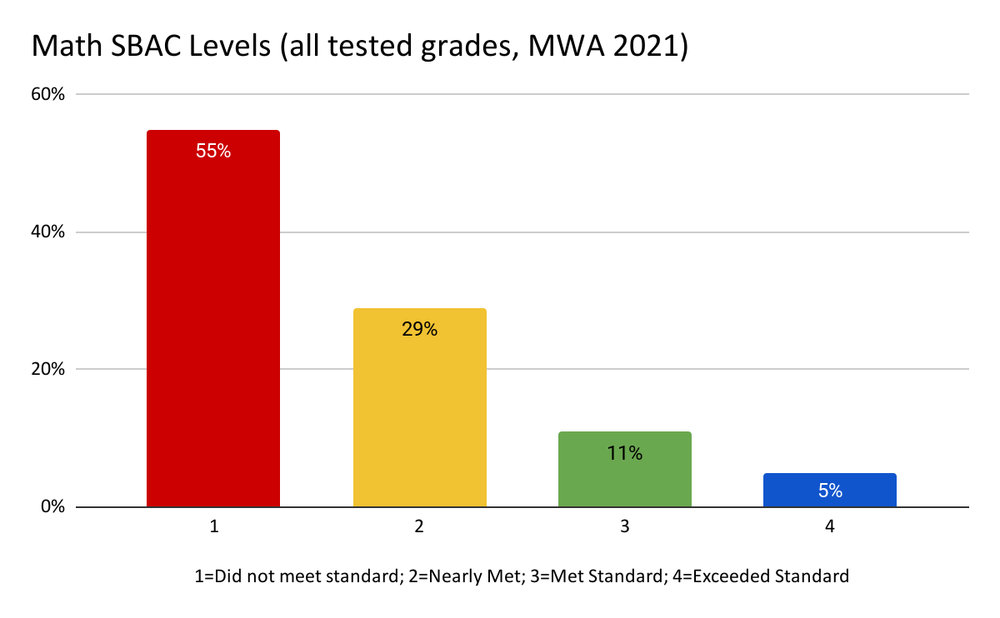 Math SBAC Levels (all tested grades, MWA 2021)
60%
55%
40%
29%
20%
11%
5%
0%
1 2 3 4
1=Did not meet standard; 2=Nearly Met; 3=Met Standard; 4=Exceeded Standard